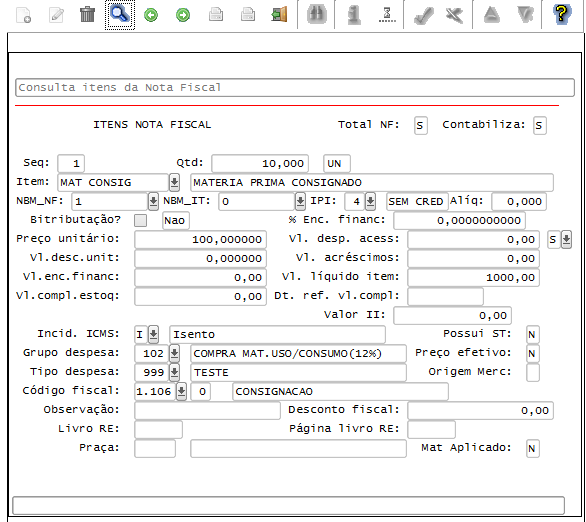 Consulta itens da Nota Fiscal
ITENS NOTA FISCAL Total NF: S Contabiliza: S
Seq: 1 Qtd: 10,000 UN
Item: MAT CONSIG MATERIA PRIMA CONSIGNADO
NBM_NF: 1 NBM_IT: 0 IPI: 4 SEM CRED Alíq: 0,000
Bitributação? Nao % Enc. financ: 0,0000000000
Preço unitário: 100,000000 Vl. desp. acess: 0,00 S
Vl.desc.unit: 0,000000 Vl. acréscimos: 0,00
Vl.enc.financ: 0,00 Vl. líquido item: 1000,00
Vl.compl.estoq: 0,00 Dt. ref. vl.compl:
Valor II: 0,00
Incid. ICMS: I Isento Possui ST: N
Grupo despesa: 102 COMPRA MAT.USO/CONSUMO(12%) Preço efetivo: N
Tipo despesa: 999 TESTE Origem Merc:
Código fiscal: 1.106 0 CONSIGNACAO
Observação: Desconto fiscal: 0,00
Livro RE: Página livro RE:
Praça: Mat Aplicado: N